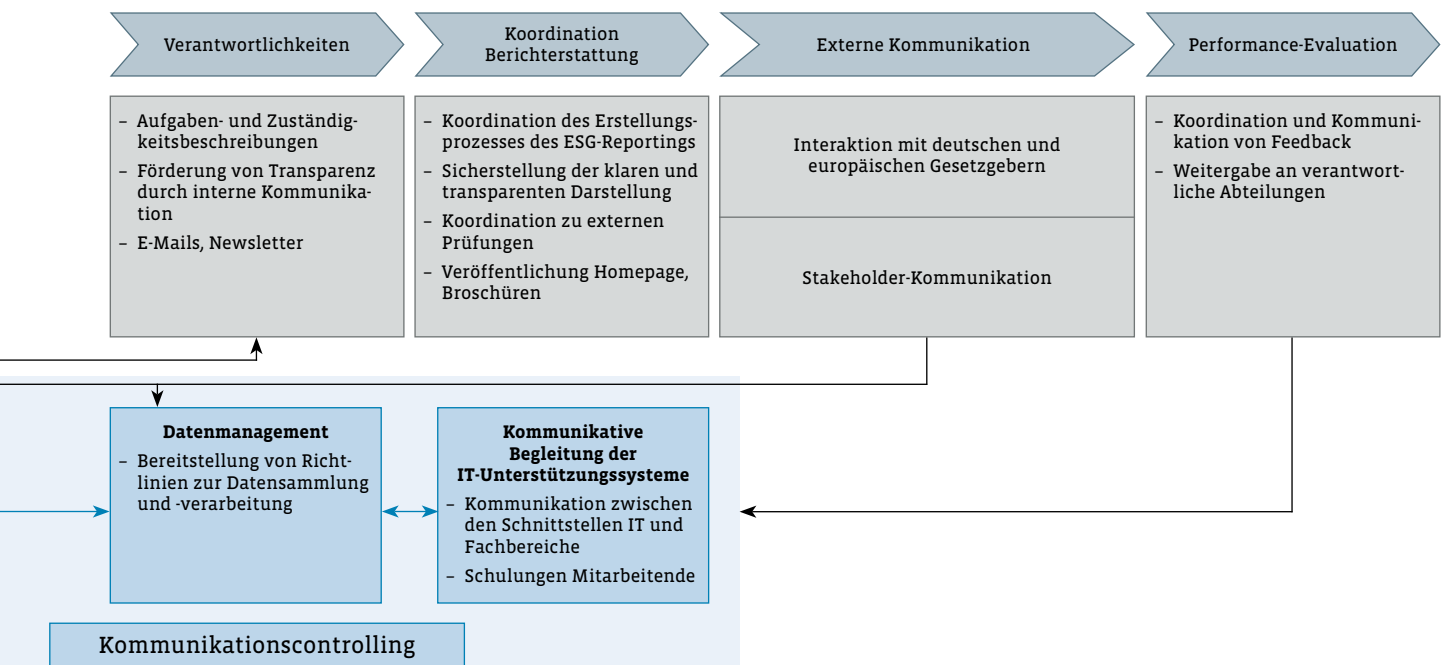 Verantwortlichkeiten
Koordination
Berichterstattung
Externe Kommunikation
Performance-Evaluation
– Aufgaben- und Zuständig-
keitsbeschreibungen
– Förderung von Transparenz
durch interne Kommunika-
tion
– E-Mails, Newsletter
– Koordination des Erstellungs-
prozesses des ESG-Reportings
– Sicherstellung der klaren und
transparenten Darstellung
– Koordination zu externen
Prüfungen
– Veröffentlichung Homepage,
Broschüren
Interaktion mit deutschen und
europäischen Gesetzgebern
Stakeholder-Kommunikation
– Koordination und Kommuni-
kation von Feedback
– Weitergabe an verantwort-
liche Abteilungen
Datenmanagement
– Bereitstellung von Richt-
linien zur Datensammlung
und -verarbeitung
Kommunikative
Begleitung der
IT-Unterstützungssysteme
– Kommunikation zwischen
den Schnittstellen IT und
Fachbereiche
– Schulungen Mitarbeitende
Kommunikationscontrolling